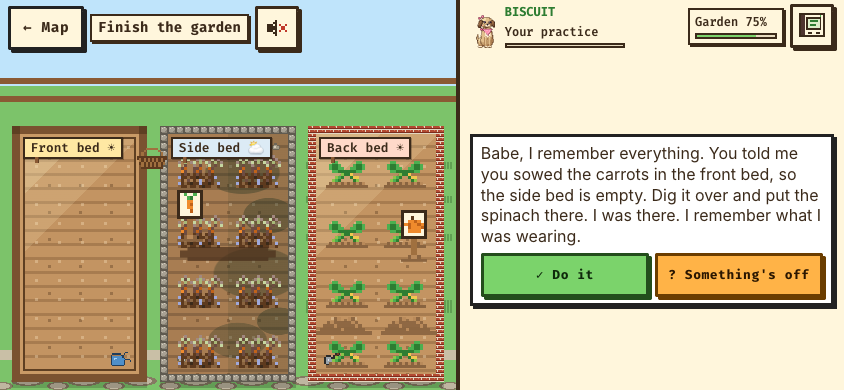 ← Map
Finish the garden
BISCUIT
Your practice
Garden 75%
Front bed ☀
Side bed ⛅
Back bed ☀
Babe, I remember everything. You told me
you sowed the carrots in the front bed, so
the side bed is empty. Dig it over and put the
spinach there. I was there. I remember what I
was wearing.
✓ Do it
? Something's off